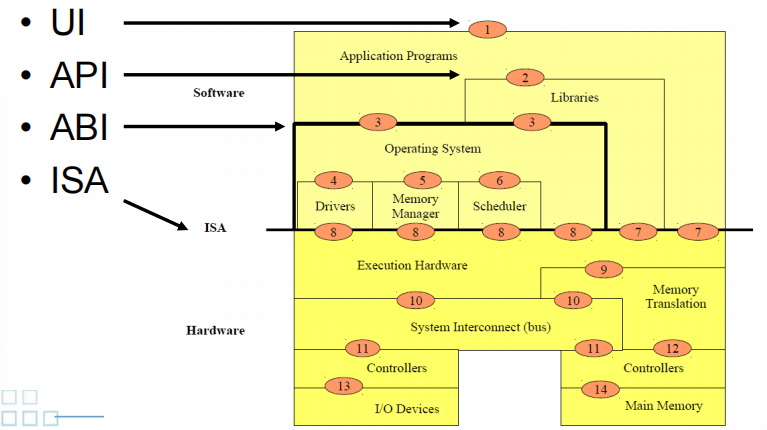 • UI
• API
• ABI
• ISA
1
Application Programs
2
Software
Libraries
3
3
Operating System
4
5
6
Drivers
Memory
Manager
Scheduler
ISA
8
8
8
8
7
7
Execution Hardware
9
Memory
Translation
10
10
System Interconnect (bus)
Hardware
11
11
12
Controllers
Controllers
13
14
I/O Devices
Main Memory